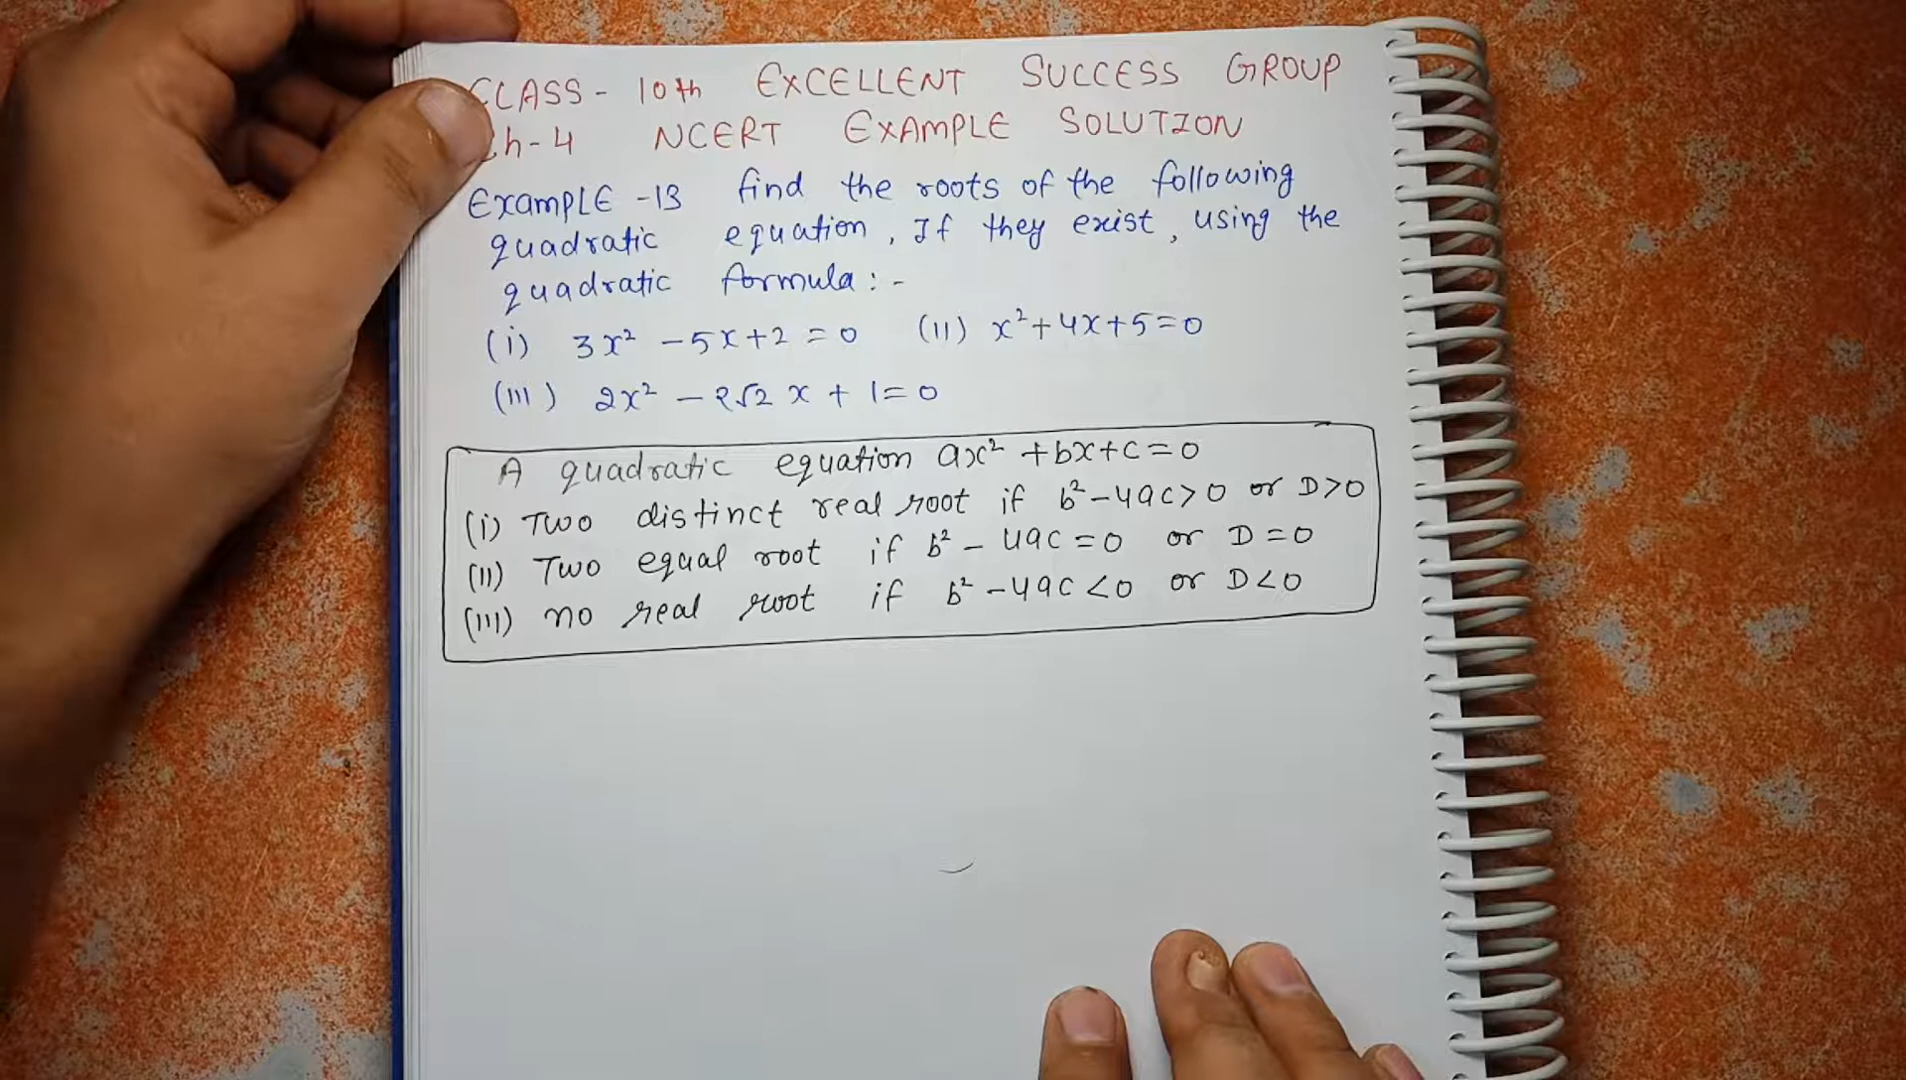 CLASS - 10th EXCELLENT SUCCESS GROUP
Ch-4 NCERT EXAMPLE SOLUTION
ExamPLE -13 find the roots of the following
quadratic equation, If they exist, using the
quadratic formula:-
(i) 3x² - 5x + 2 = 0 (II) x² + 4x + 5 = 0
(III) 2x² - 2√2 x + 1 = 0
A quadratic equation ax² + bx + c = 0
(i) Two distinct real root if b² - 4ac > 0 or D > 0
(II) Two equal root if b² - 4ac = 0 or D = 0
(III) no real root if b² - 4ac < 0 or D < 0